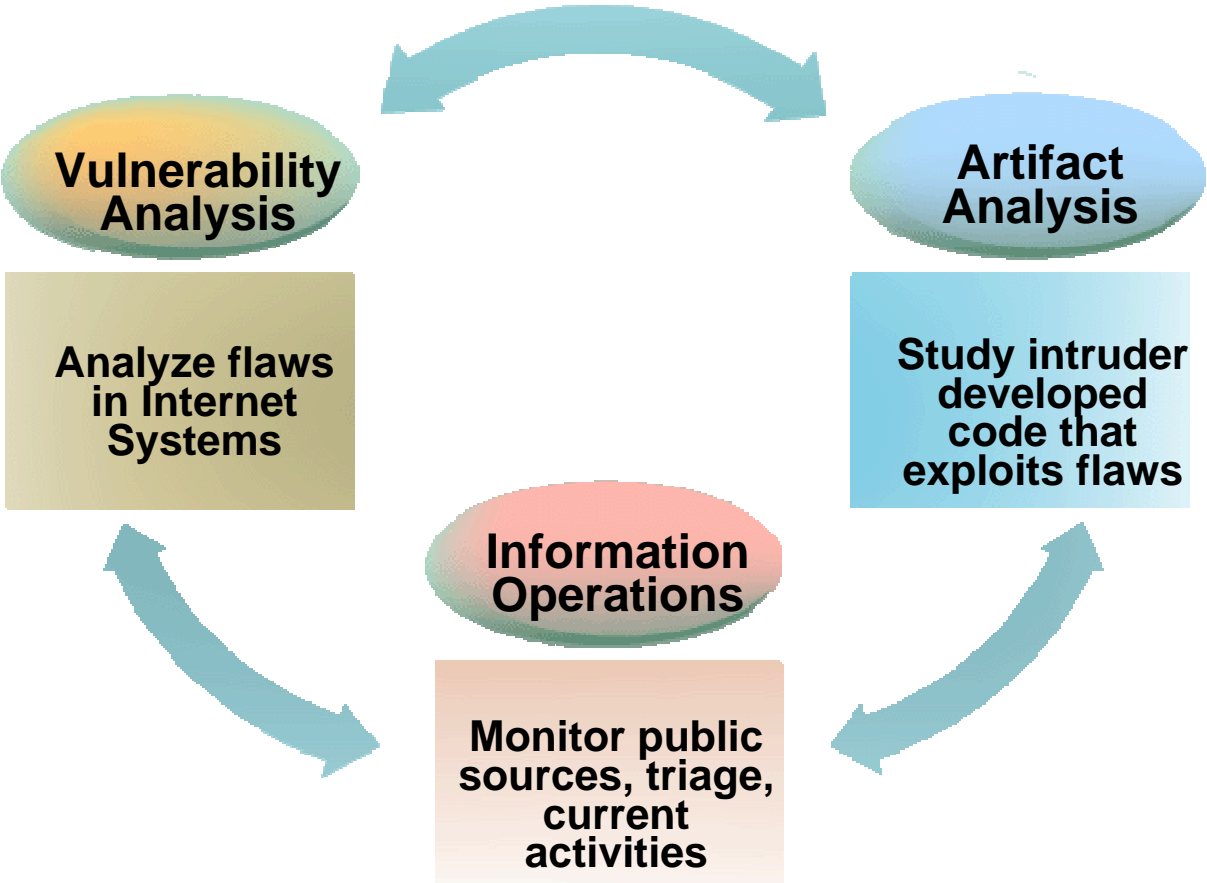 Vulnerability
Analysis
Artifact
Analysis
Analyze flaws
in Internet
Systems
Study intruder
developed
code that
exploits flaws
Information
Operations
Monitor public
sources, triage,
current
activities